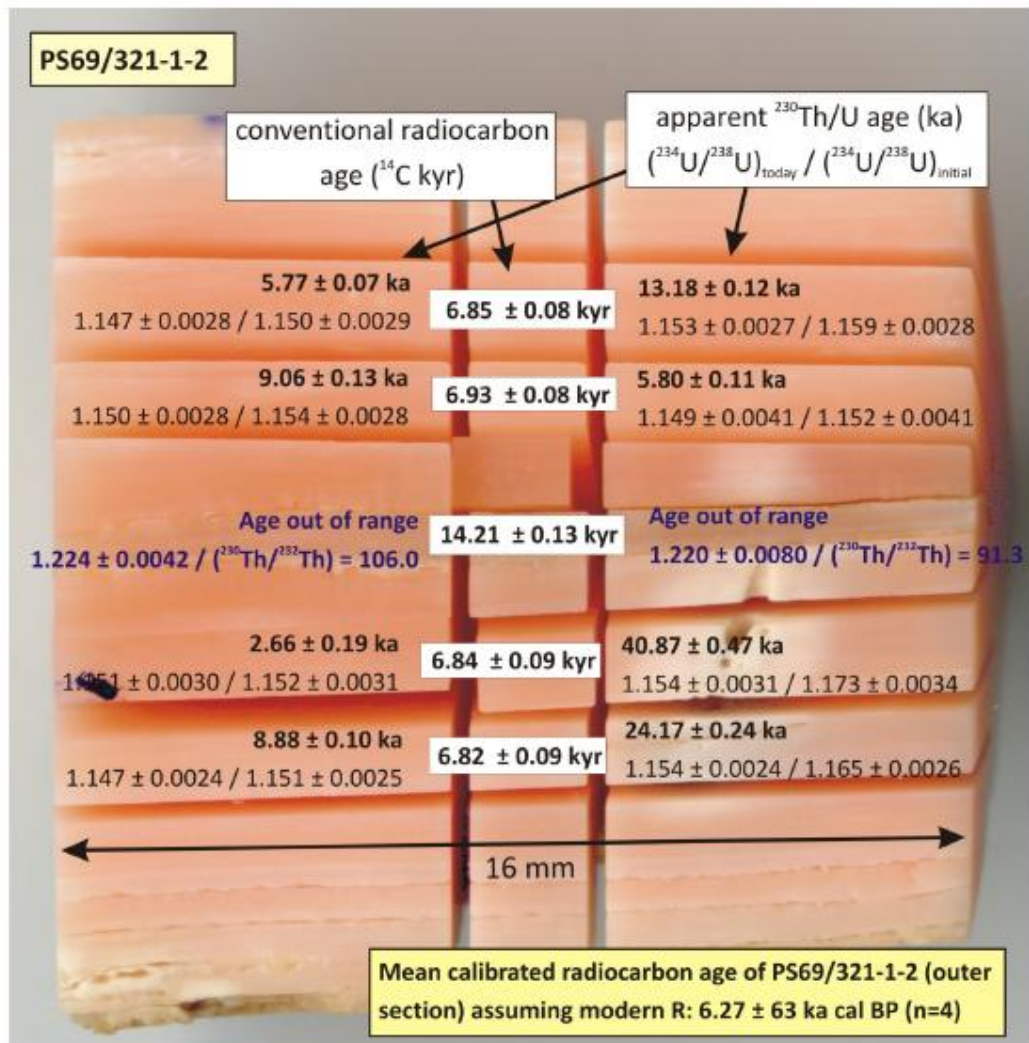 PS69/321-1-2
conventional radiocarbon
age (¹⁴C kyr)
apparent ²³⁰Th/U age (ka)
(²³⁴U/²³⁸U)today / (²³⁴U/²³⁸U)initial
5.77 ± 0.07 ka
1.147 ± 0.0028 / 1.150 ± 0.0029
6.85 ± 0.08 kyr
13.18 ± 0.12 ka
1.153 ± 0.0027 / 1.159 ± 0.0028
9.06 ± 0.13 ka
1.150 ± 0.0028 / 1.154 ± 0.0028
6.93 ± 0.08 kyr
5.80 ± 0.11 ka
1.149 ± 0.0041 / 1.152 ± 0.0041
Age out of range
1.224 ± 0.0042 / (²³⁰Th/²³²Th) = 106.0
14.21 ± 0.13 kyr
Age out of range
1.220 ± 0.0080 / (²³⁰Th/²³²Th) = 91.3
2.66 ± 0.19 ka
1.151 ± 0.0030 / 1.152 ± 0.0031
6.84 ± 0.09 kyr
40.87 ± 0.47 ka
1.154 ± 0.0031 / 1.173 ± 0.0034
8.88 ± 0.10 ka
1.147 ± 0.0024 / 1.151 ± 0.0025
6.82 ± 0.09 kyr
24.17 ± 0.24 ka
1.154 ± 0.0024 / 1.165 ± 0.0026
16 mm
Mean calibrated radiocarbon age of PS69/321-1-2 (outer
section) assuming modern R: 6.27 ± 63 ka cal BP (n=4)